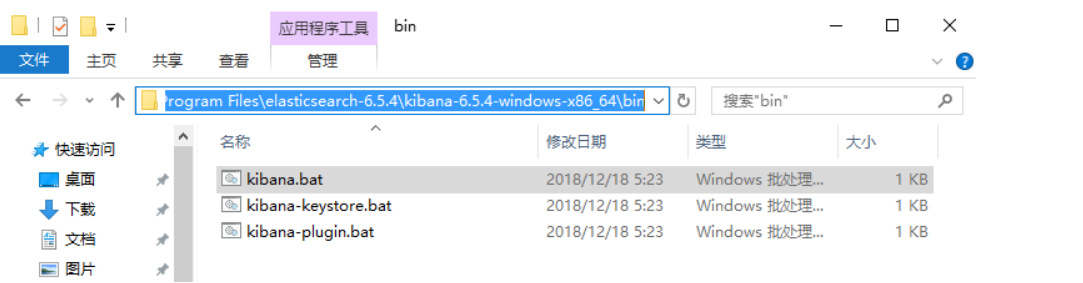 应用程序工具 bin
文件 主页 共享 查看 管理
Program Files\elasticsearch-6.5.4\kibana-6.5.4-windows-x86_64\bin 搜索"bin"
名称 修改日期 类型 大小
快速访问
桌面 kibana.bat 2018/12/18 5:23 Windows 批处理... 1 KB
下载 kibana-keystore.bat 2018/12/18 5:23 Windows 批处理... 1 KB
文档 kibana-plugin.bat 2018/12/18 5:23 Windows 批处理... 1 KB
图片